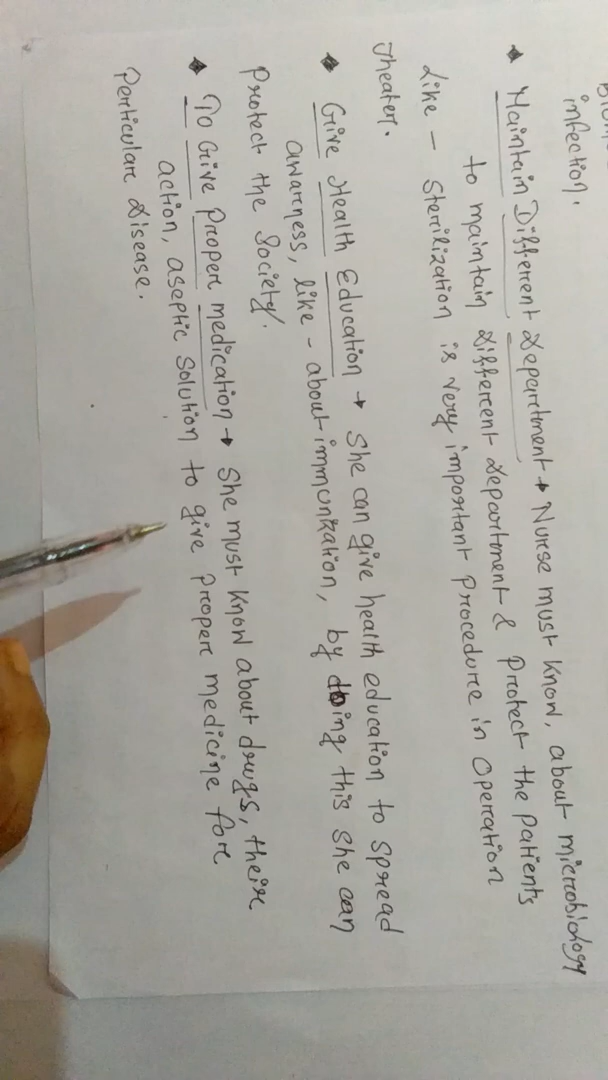 infection.
♦ Maintain Different Department → Nurse must know, about microbiology
to maintain different department & protect the patients
Like - Sterilization is very important procedure in Operation
Theater.
♦ Give Health Education → She can give health education to spread
awareness, like - about immunization, by doing this she can
protect the Society.
♦ To Give proper medication → She must know about drugs, their
action, aseptic solution to give proper medicine for
Perticular disease.